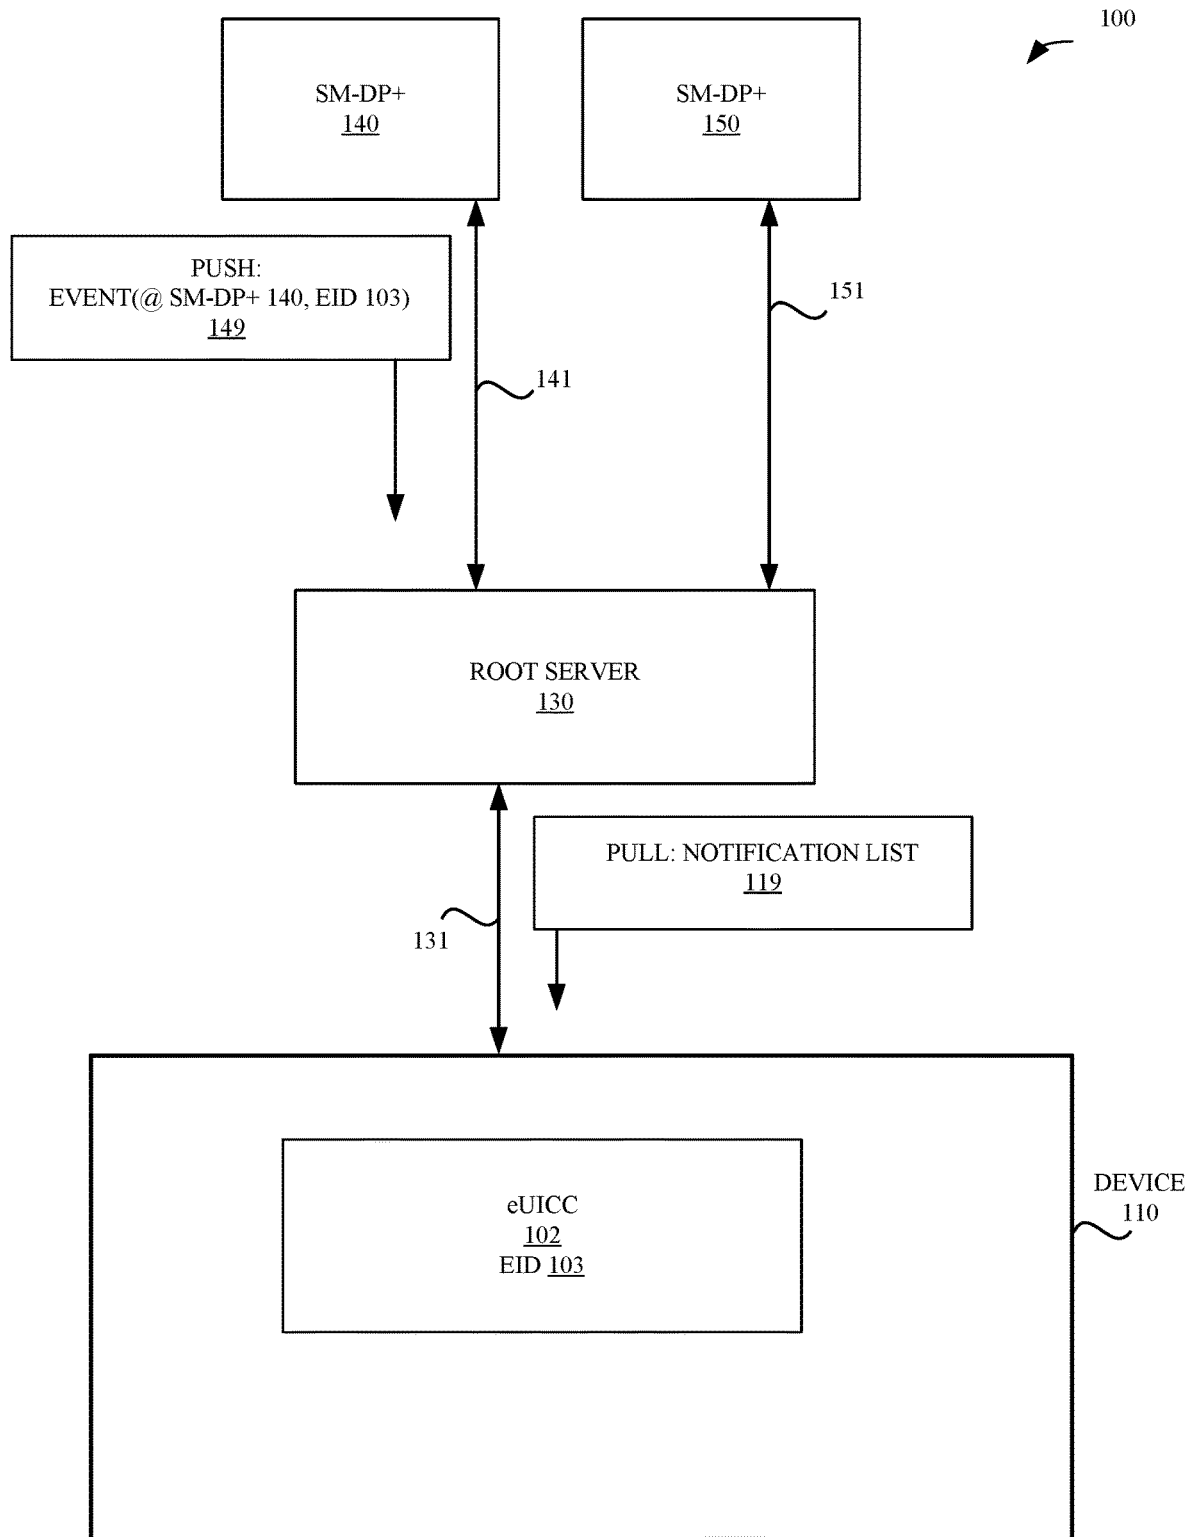 100
SM-DP+
140
SM-DP+
150
PUSH:
EVENT(@ SM-DP+ 140, EID 103)
149
151
141
ROOT SERVER
130
PULL: NOTIFICATION LIST
119
131
eUICC
102
EID 103
DEVICE
110